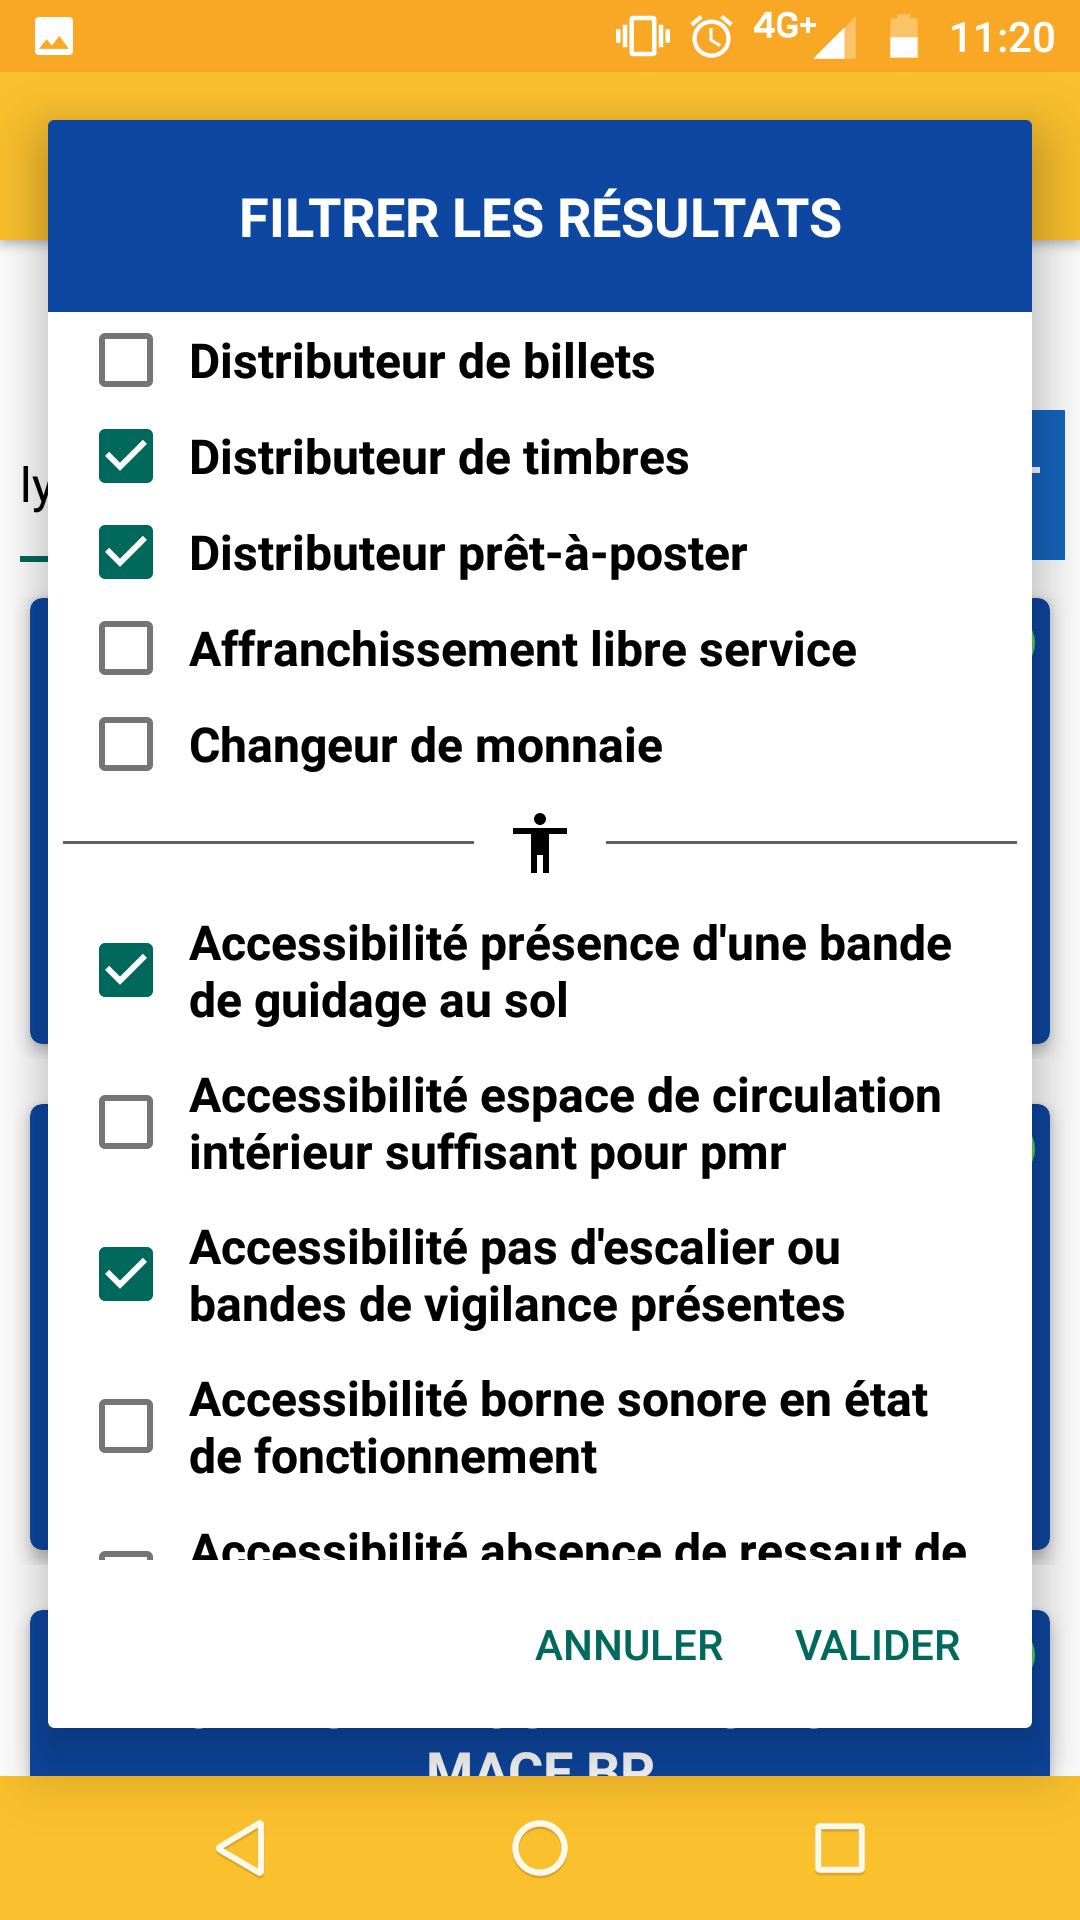 4G+ 11:20
FILTRER LES RÉSULTATS
Distributeur de billets
Distributeur de timbres
ly
Distributeur prêt-à-poster
Affranchissement libre service
Changeur de monnaie
Accessibilité présence d'une bande
de guidage au sol
Accessibilité espace de circulation
intérieur suffisant pour pmr
Accessibilité pas d'escalier ou
bandes de vigilance présentes
Accessibilité borne sonore en état
de fonctionnement
Accessibilité absence de ressaut de
ANNULER VALIDER
MACE BP